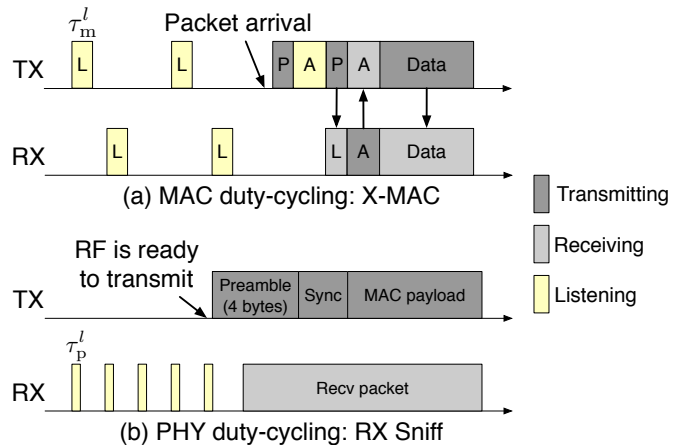 τ_m^l
Packet arrival
TX
L
L
P
A
P
A
Data
RX
L
L
L
A
Data
(a) MAC duty-cycling: X-MAC
Transmitting
Receiving
Listening
RF is ready
to transmit
TX
Preamble
(4 bytes)
Sync
MAC payload
τ_p^l
RX
Recv packet
(b) PHY duty-cycling: RX Sniff